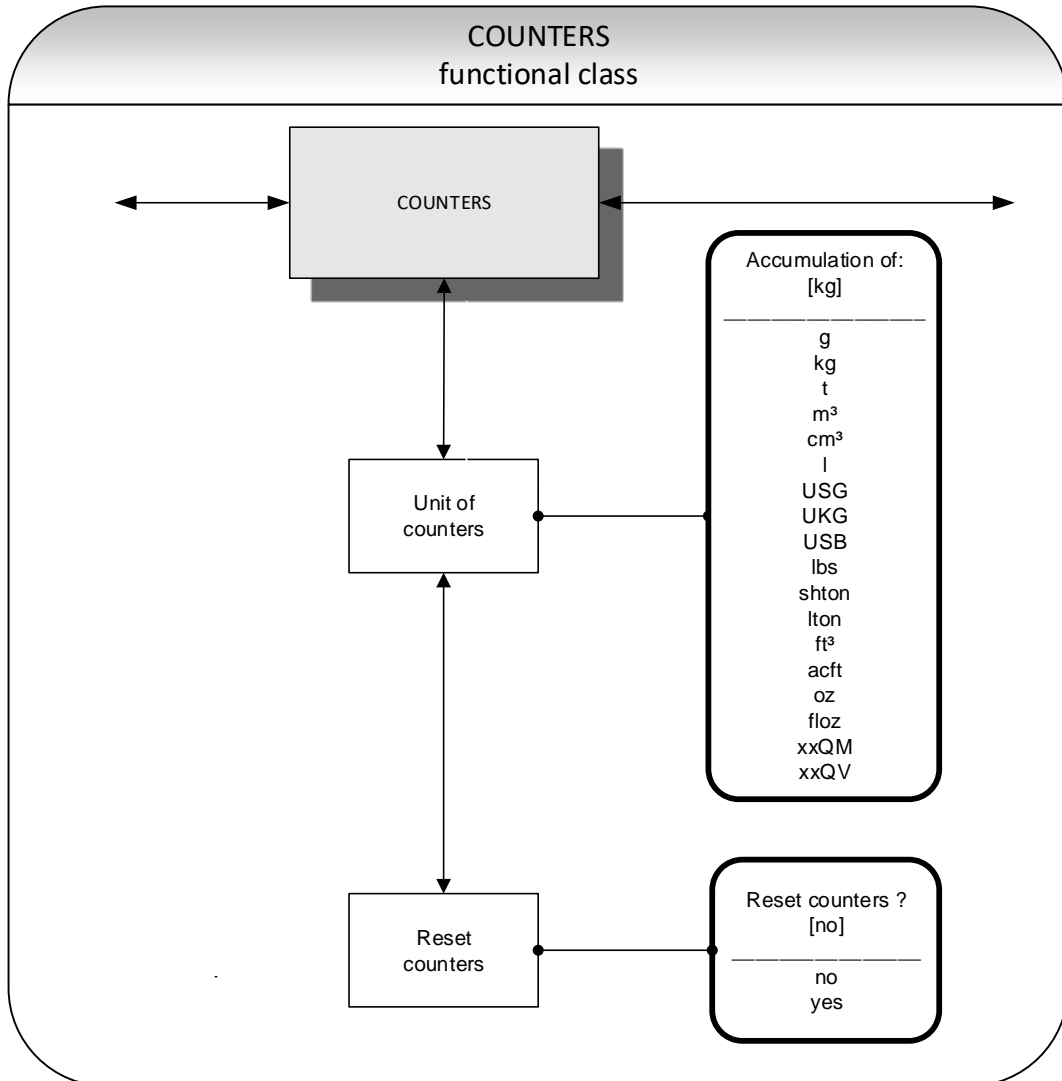 COUNTERS
functional class
COUNTERS
Accumulation of:
[kg]
g
kg
t
m³
cm³
l
USG
UKG
USB
lbs
shton
lton
ft³
acft
oz
floz
xxQM
xxQV
Unit of
counters
Reset counters ?
[no]
no
yes
Reset
counters